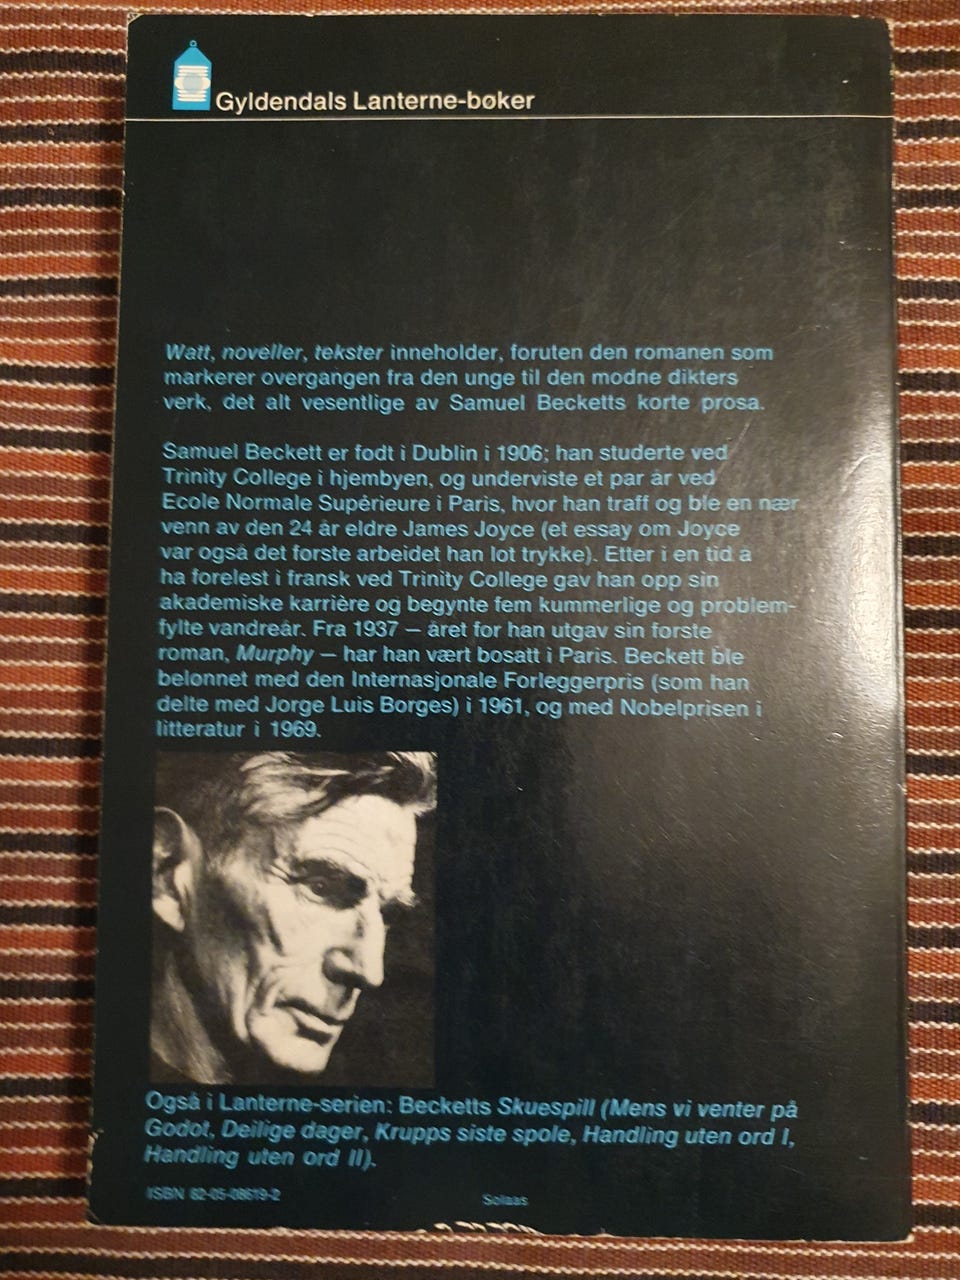 Gyldendals Lanterne-bøker
Watt, noveller, tekster inneholder, foruten den romanen som
markerer overgangen fra den unge til den modne dikters
verk, det alt vesentlige av Samuel Becketts korte prosa.
Samuel Beckett er født i Dublin i 1906; han studerte ved
Trinity College i hjembyen, og underviste et par år ved
Ecole Normale Supérieure i Paris, hvor han traff og ble en nær
venn av den 24 år eldre James Joyce (et essay om Joyce
var også det første arbeidet han lot trykke). Etter i en tid å
ha forelest i fransk ved Trinity College gav han opp sin
akademiske karrière og begynte fem kummerlige og problem-
fylte vandreår. Fra 1937 — året før han utgav sin første
roman, Murphy — har han vært bosatt i Paris. Beckett ble
belønnet med den Internasjonale Forleggerpris (som han
delte med Jorge Luis Borges) i 1961, og med Nobelprisen i
litteratur i 1969.
Også i Lanterne-serien: Becketts Skuespill (Mens vi venter på
Godot, Deilige dager, Krapps siste spole, Handling uten ord I,
Handling uten ord II).
ISBN 82-05-08619-2